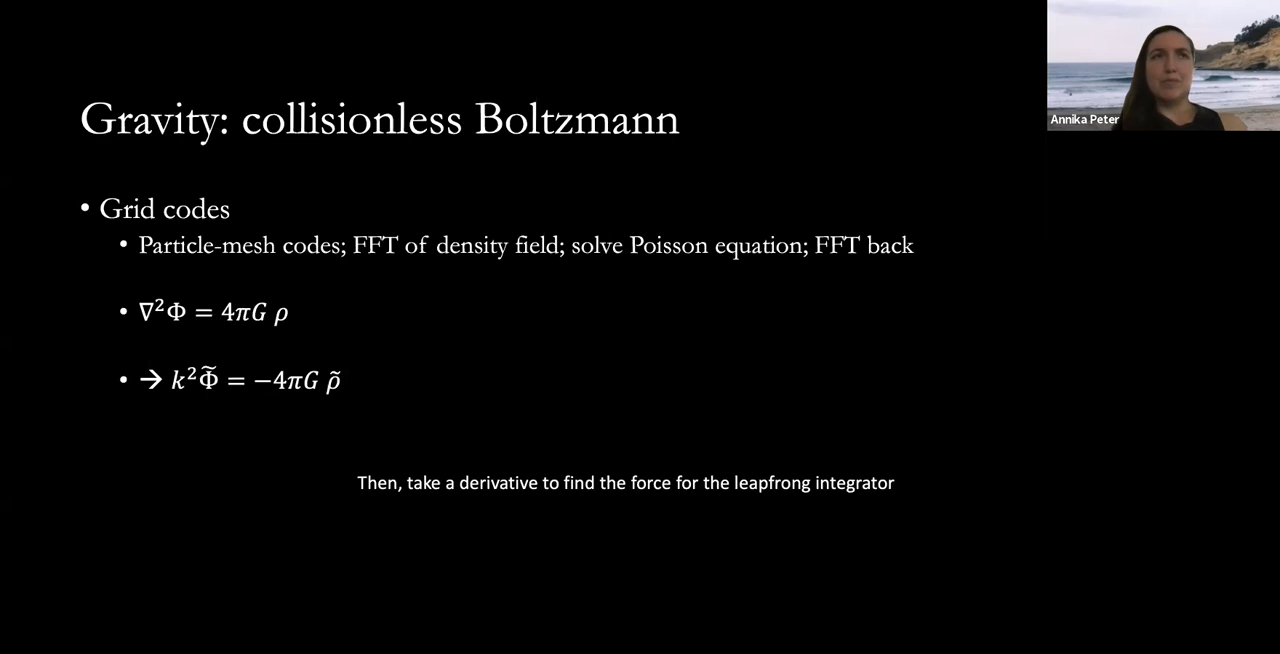 Annika Peter
Gravity: collisionless Boltzmann
• Grid codes
• Particle-mesh codes; FFT of density field; solve Poisson equation; FFT back
• ∇²Φ = 4πG ρ
• → k²Φ̃ = −4πG ρ̃
Then, take a derivative to find the force for the leapfrong integrator